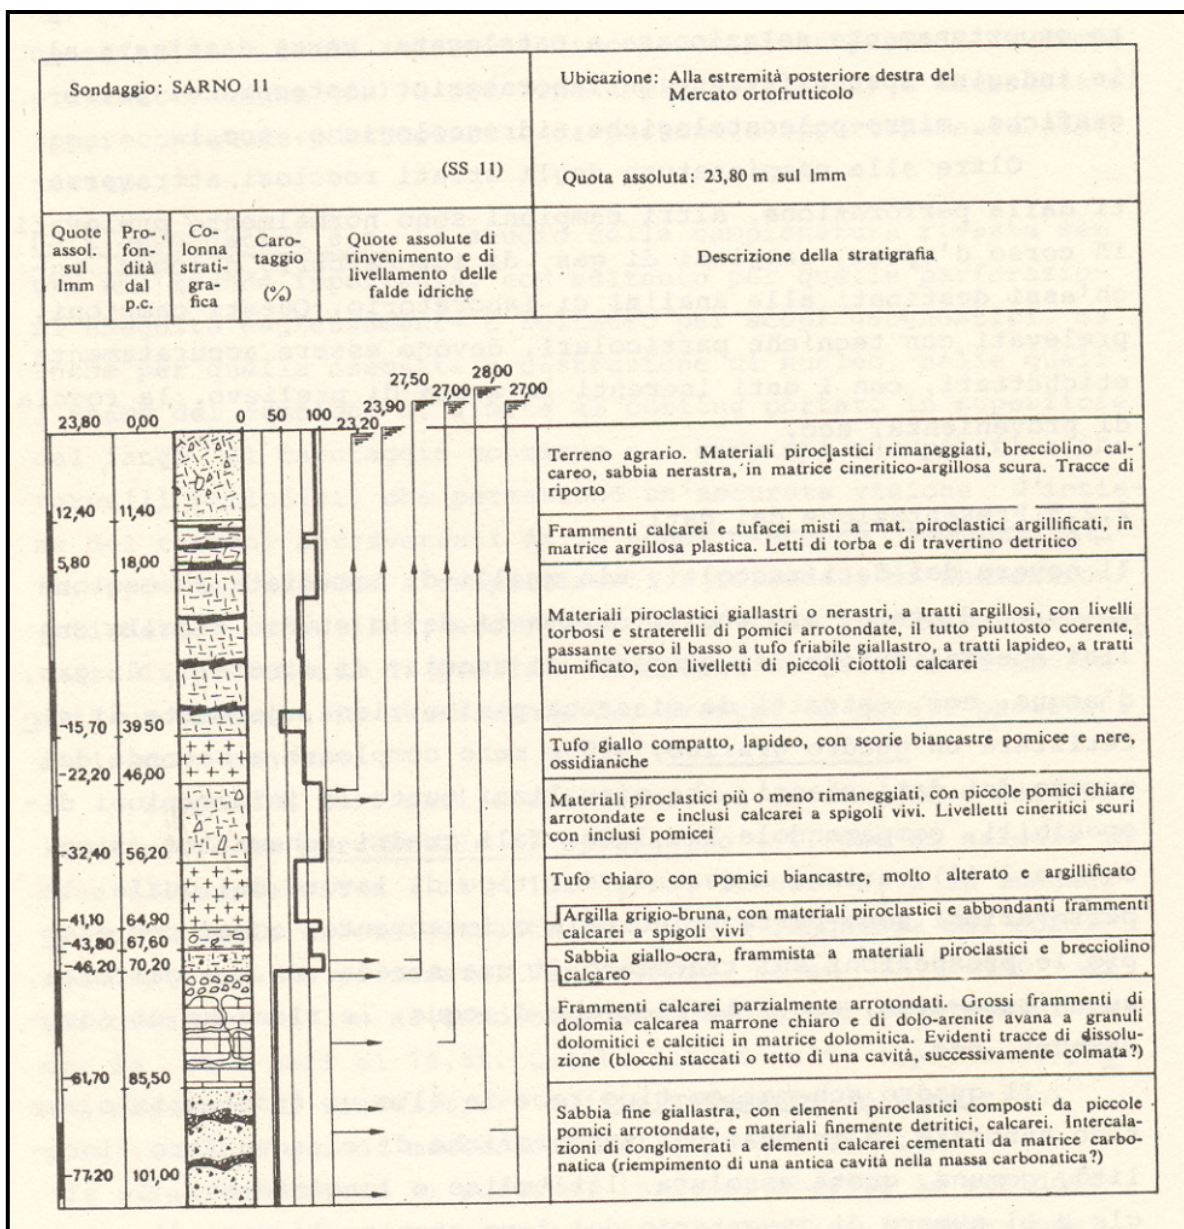 Sondaggio: SARNO 11
(SS 11)
Ubicazione: Alla estremità posteriore destra del
Mercato ortofrutticolo
Quota assoluta: 23,80 m sul lmm
Quote
assol.
sul
lmm
Pro-
fon-
dità
dal
p.c.
Co-
lonna
strati-
gra-
fica
Caro-
taggio
(%)
Quote assolute di
rinvenimento e di
livellamento delle
falde idriche
Descrizione della stratigrafia
28,00
27,50 27,00 27,00
23,90
23,80 0,00 0 50 100 23,20
Terreno agrario. Materiali piroclastici rimaneggiati, brecciolino cal-
careo, sabbia nerastra, in matrice cineritico-argillosa scura. Tracce di
riporto
12,40 11,40
Frammenti calcarei e tufacei misti a mat. piroclastici argillificati, in
matrice argillosa plastica. Letti di torba e di travertino detritico
5,80 18,00
Materiali piroclastici giallastri o nerastri, a tratti argillosi, con livelli
torbosi e straterelli di pomici arrotondate, il tutto piuttosto coerente,
passante verso il basso a tufo friabile giallastro, a tratti lapideo, a tratti
humificato, con livelletti di piccoli ciottoli calcarei
-15,70 39 50
Tufo giallo compatto, lapideo, con scorie biancastre pomicee e nere,
ossidianiche
-22,20 46,00
Materiali piroclastici più o meno rimaneggiati, con piccole pomici chiare
arrotondate e inclusi calcarei a spigoli vivi. Livelletti cineritici scuri
con inclusi pomicei
-32,40 56,20
Tufo chiaro con pomici biancastre, molto alterato e argillificato
-41,10 64,90
Argilla grigio-bruna, con materiali piroclastici e abbondanti frammenti
calcarei a spigoli vivi
-43,80 67,60
Sabbia giallo-ocra, frammista a materiali piroclastici e brecciolino
calcareo
-46,20 70,20
Frammenti calcarei parzialmente arrotondati. Grossi frammenti di
dolomia calcarea marrone chiaro e di dolo-arenite avana a granuli
dolomitici e calcitici in matrice dolomitica. Evidenti tracce di dissolu-
zione (blocchi staccati o tetto di una cavità, successivamente colmata?)
-61,70 85,50
Sabbia fine giallastra, con elementi piroclastici composti da piccole
pomici arrotondate, e materiali finemente detritici, calcarei. Intercala-
zioni di conglomerati a elementi calcarei cementati da matrice carbo-
natica (riempimento di una antica cavità nella massa carbonatica?)
-77,20 101,00